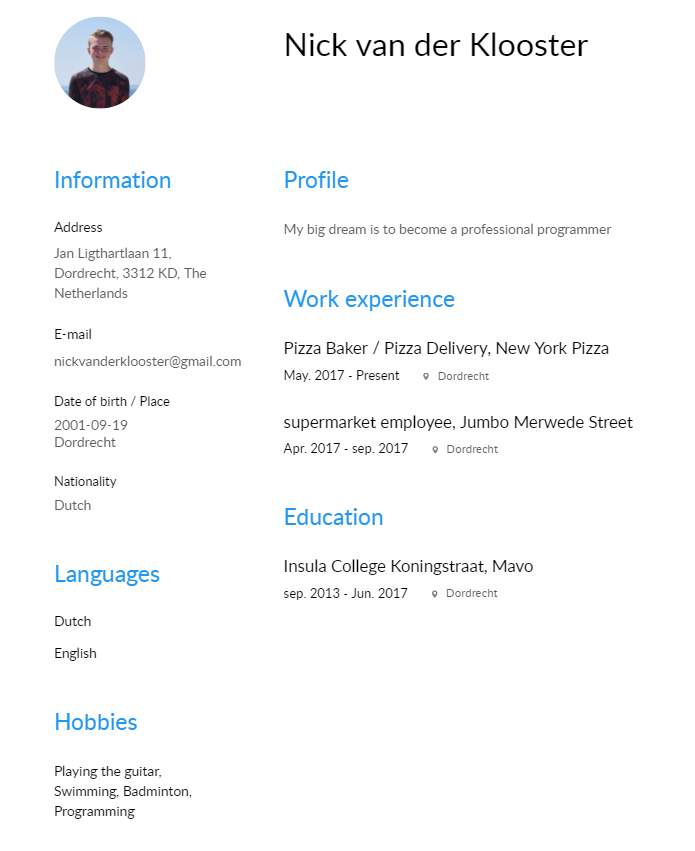 Nick van der Klooster
Information
Address
Jan Ligthartlaan 11,
Dordrecht, 3312 KD, The
Netherlands
E-mail
nickvanderklooster@gmail.com
Date of birth / Place
2001-09-19
Dordrecht
Nationality
Dutch
Languages
Dutch
English
Hobbies
Playing the guitar,
Swimming, Badminton,
Programming
Profile
My big dream is to become a professional programmer
Work experience
Pizza Baker / Pizza Delivery, New York Pizza
May. 2017 - Present Dordrecht
supermarket employee, Jumbo Merwede Street
Apr. 2017 - sep. 2017 Dordrecht
Education
Insula College Koningstraat, Mavo
sep. 2013 - Jun. 2017 Dordrecht